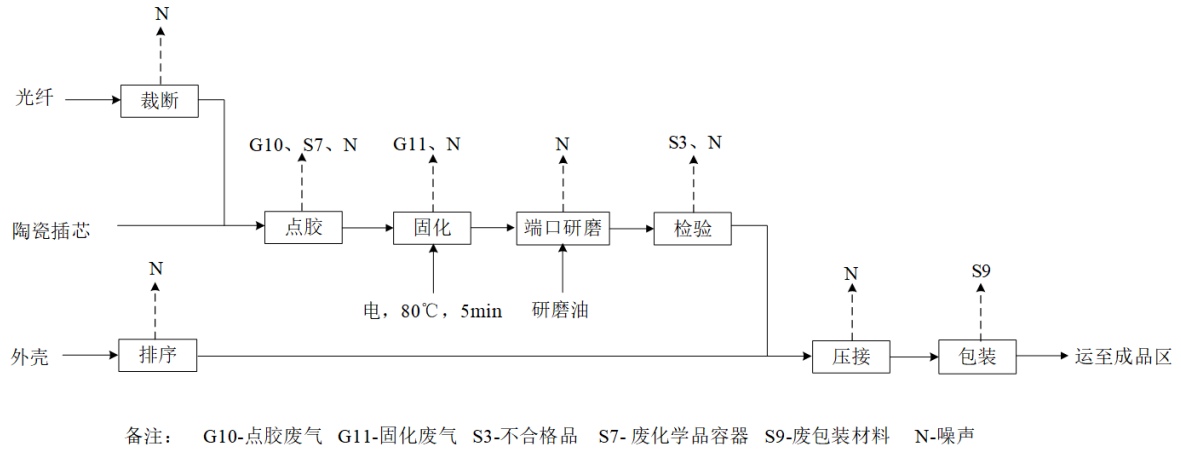 N
光纤
裁断
G10、S7、N
G11、N
N
S3、N
陶瓷插芯
点胶
固化
端口研磨
检验
电，80℃，5min
研磨油
N
N
S9
外壳
排序
压接
包装
运至成品区
备注： G10-点胶废气 G11-固化废气 S3-不合格品 S7- 废化学品容器 S9-废包装材料 N-噪声